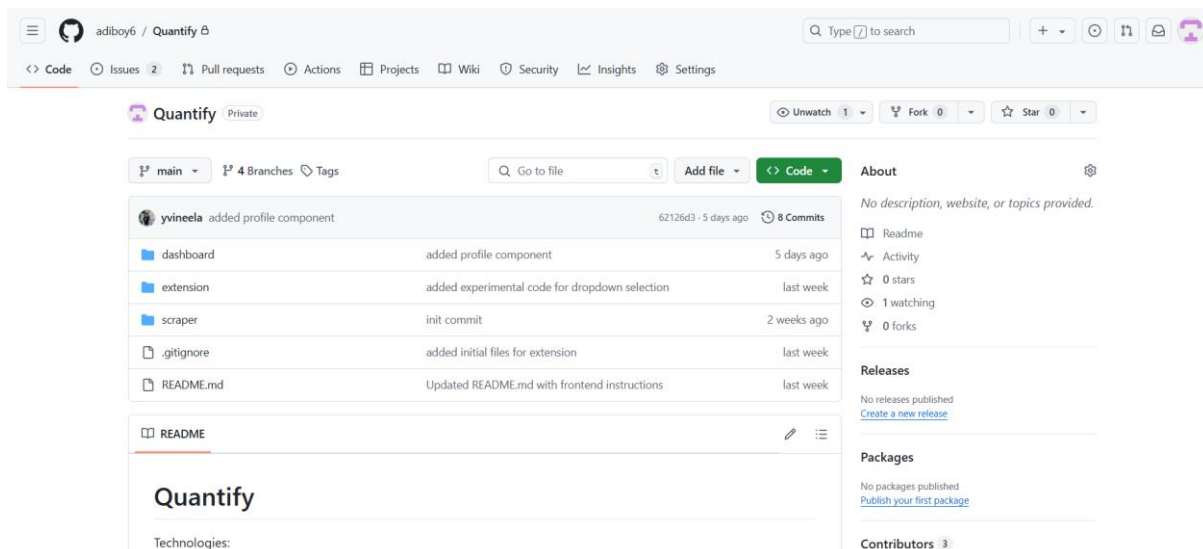 adiboy6 / Quantify
Type / to search
Code Issues 2 Pull requests Actions Projects Wiki Security Insights Settings
Quantify Private
Unwatch 1 Fork 0 Star 0
main 4 Branches Tags Go to file t Add file Code
yvineela added profile component 62126d3 · 5 days ago 8 Commits
dashboard added profile component 5 days ago
extension added experimental code for dropdown selection last week
scraper init commit 2 weeks ago
.gitignore added initial files for extension last week
README.md Updated README.md with frontend instructions last week
README
Quantify
Technologies:
About
No description, website, or topics provided.
Readme
Activity
0 stars
1 watching
0 forks
Releases
No releases published
Create a new release
Packages
No packages published
Publish your first package
Contributors 3